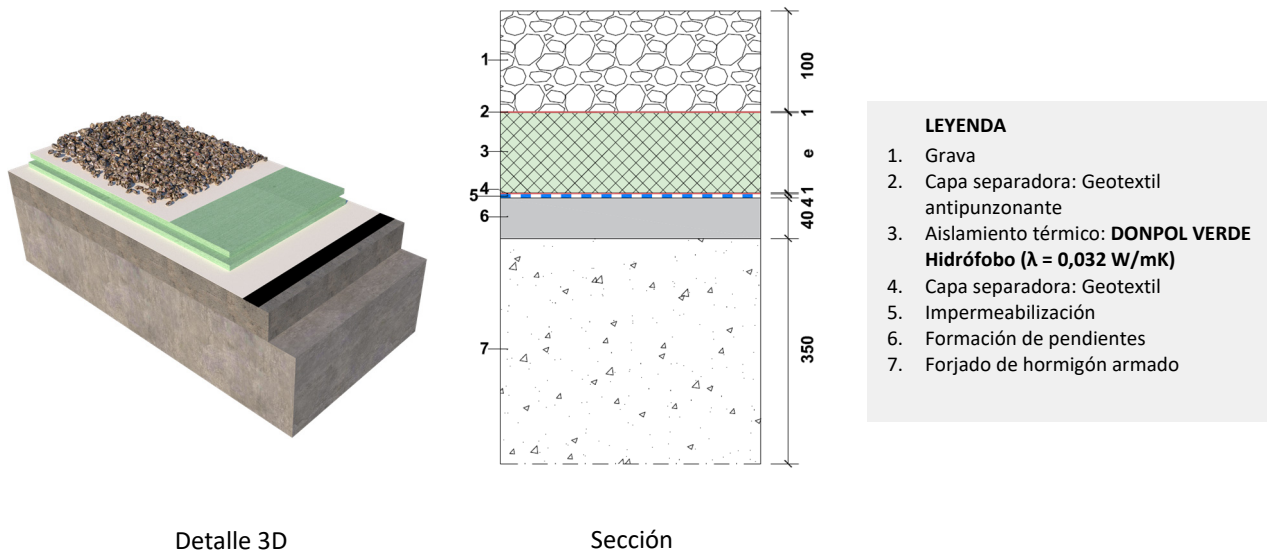 1
2
3
4
5
6
7
100
1
e
1
4
40
350
LEYENDA
1. Grava
2. Capa separadora: Geotextil
antipunzonante
3. Aislamiento térmico: DONPOL VERDE
Hidrófobo (λ = 0,032 W/mK)
4. Capa separadora: Geotextil
5. Impermeabilización
6. Formación de pendientes
7. Forjado de hormigón armado
Detalle 3D
Sección